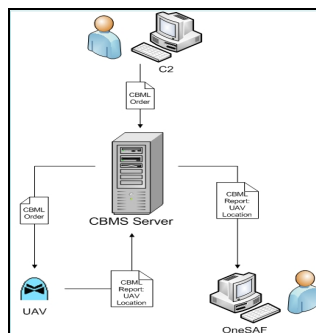 C2
CBML
Order
CBMS Server
CBML
Order
CBML
Report:
UAV
Location
UAV
CBML
Report:
UAV
Location
OneSAF